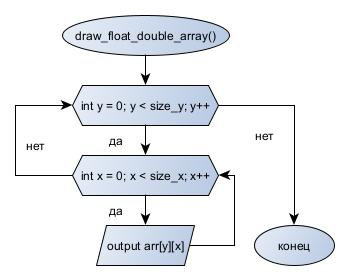 draw_float_double_array()
int y = 0; y < size_y; y++
да
нет
нет
int x = 0; x < size_x; x++
да
output arr[y][x]
конец